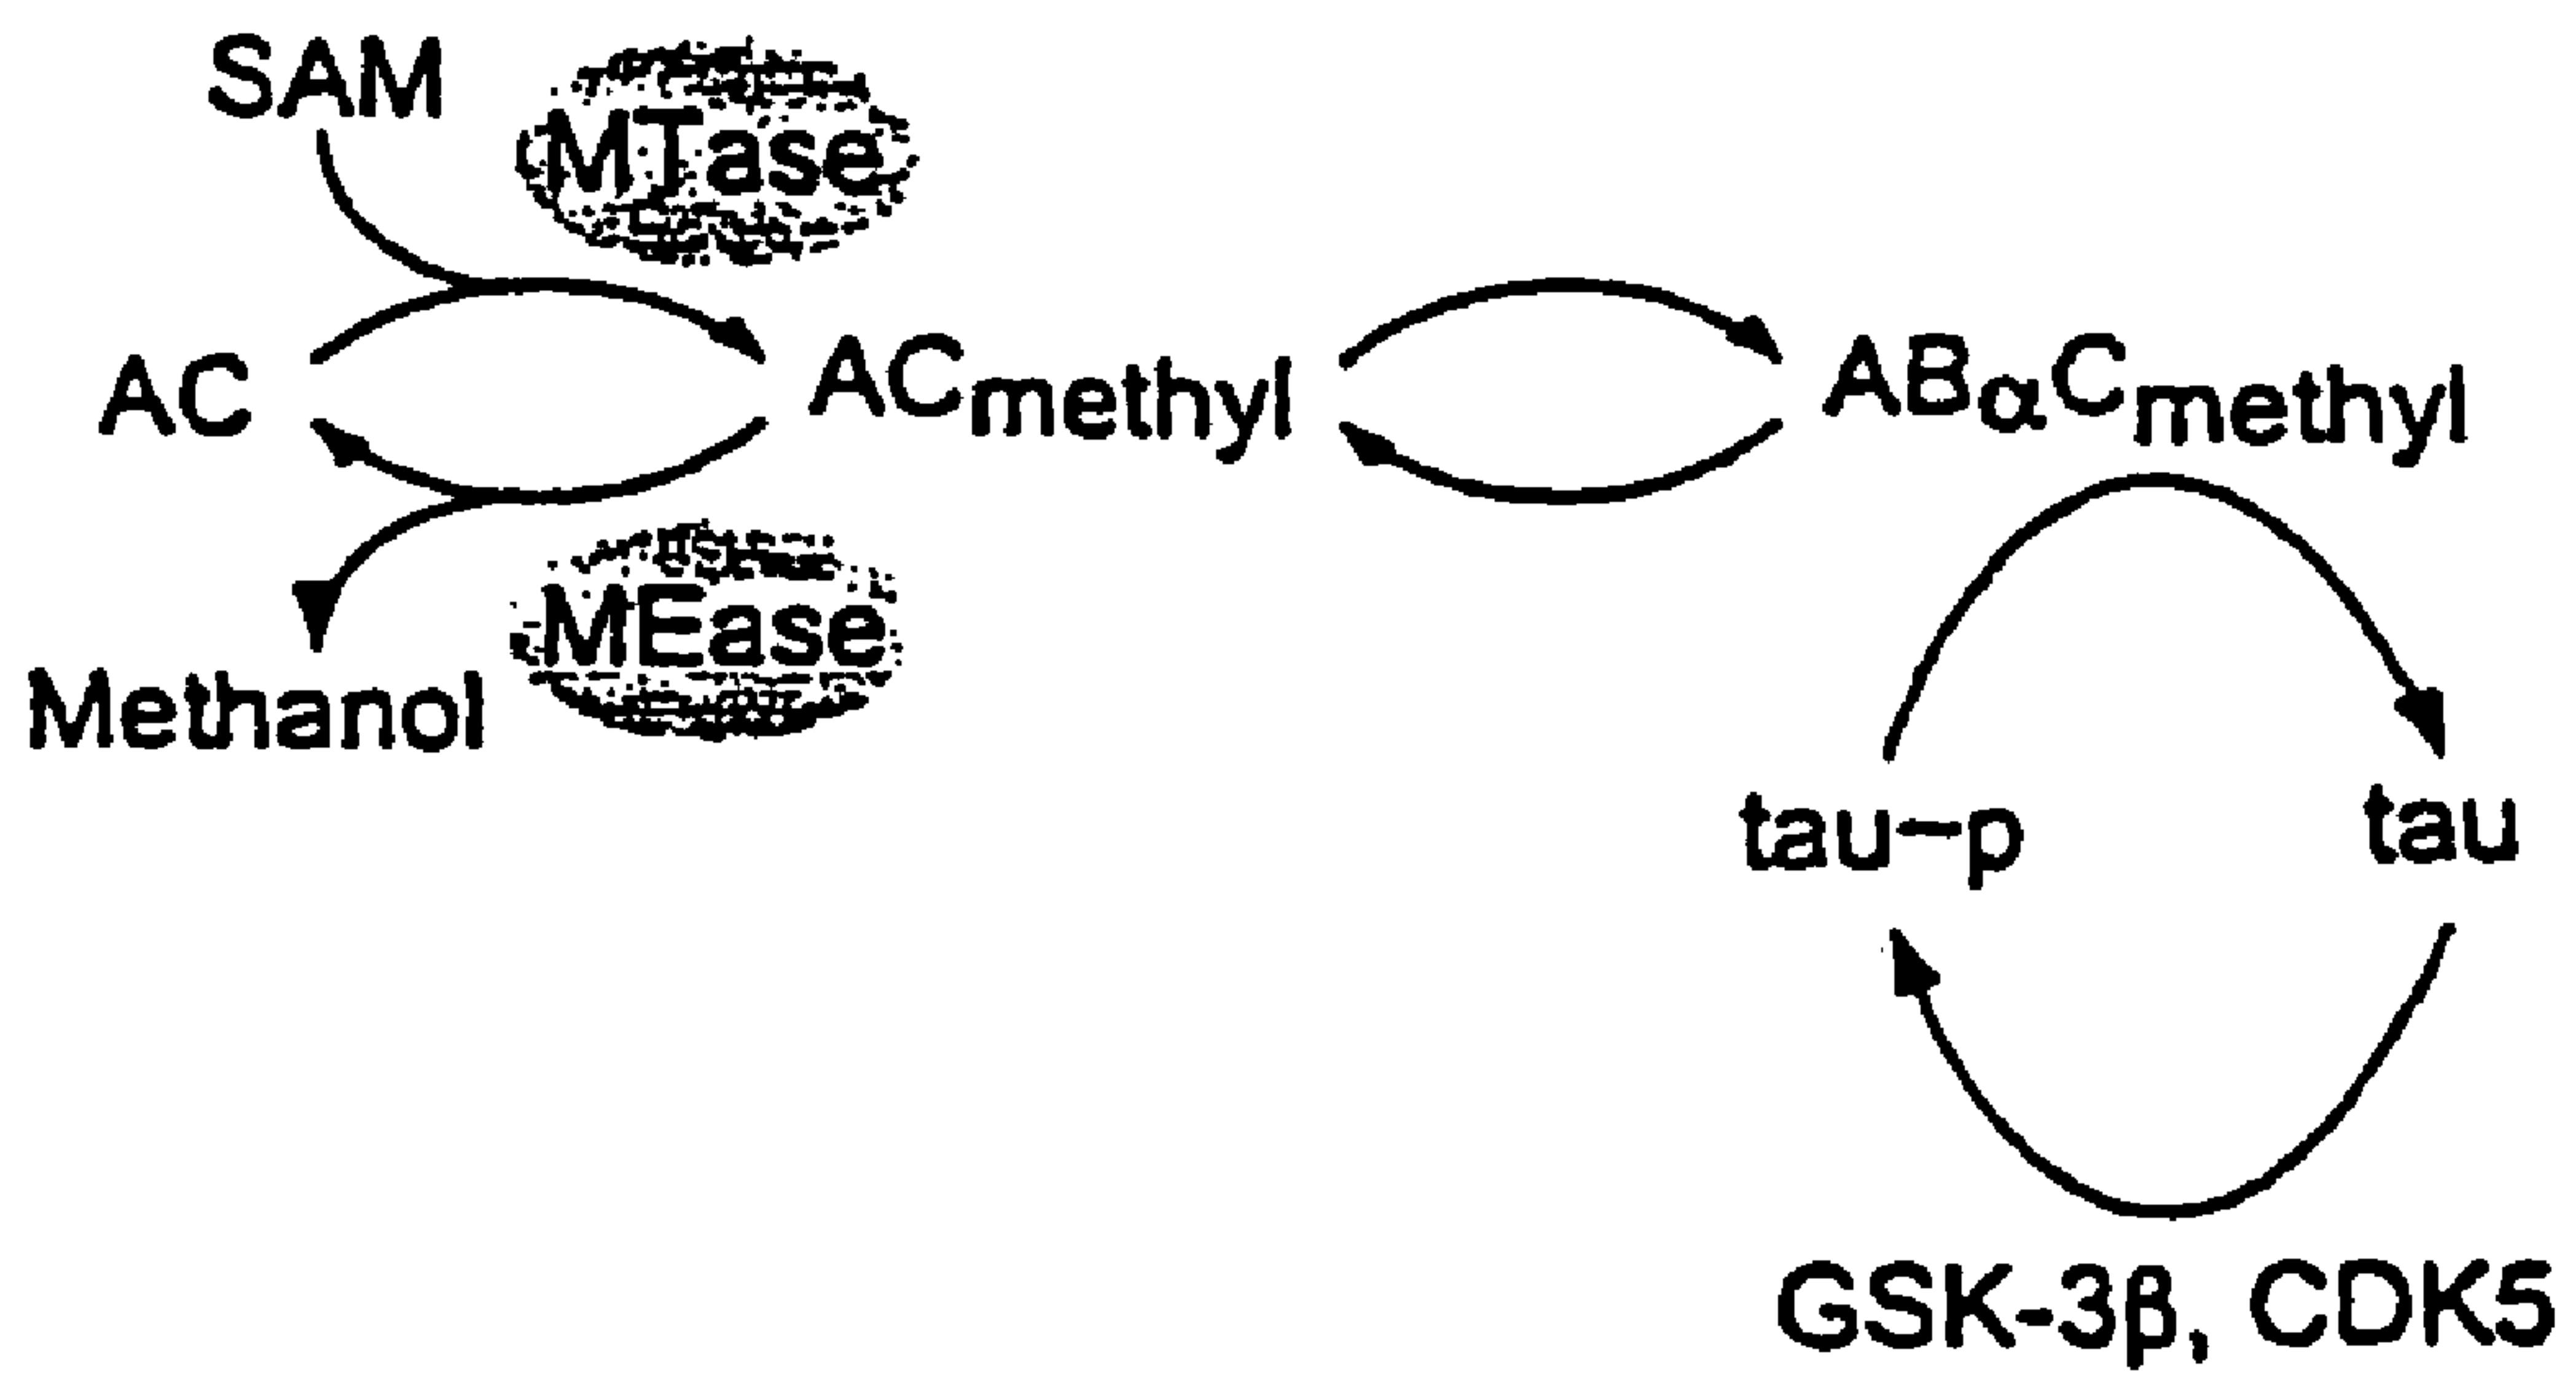 SAM
MTase
AC
ACmethyl
ABαCmethyl
MEase
Methanol
tau-p
tau
GSK-3β, CDK5